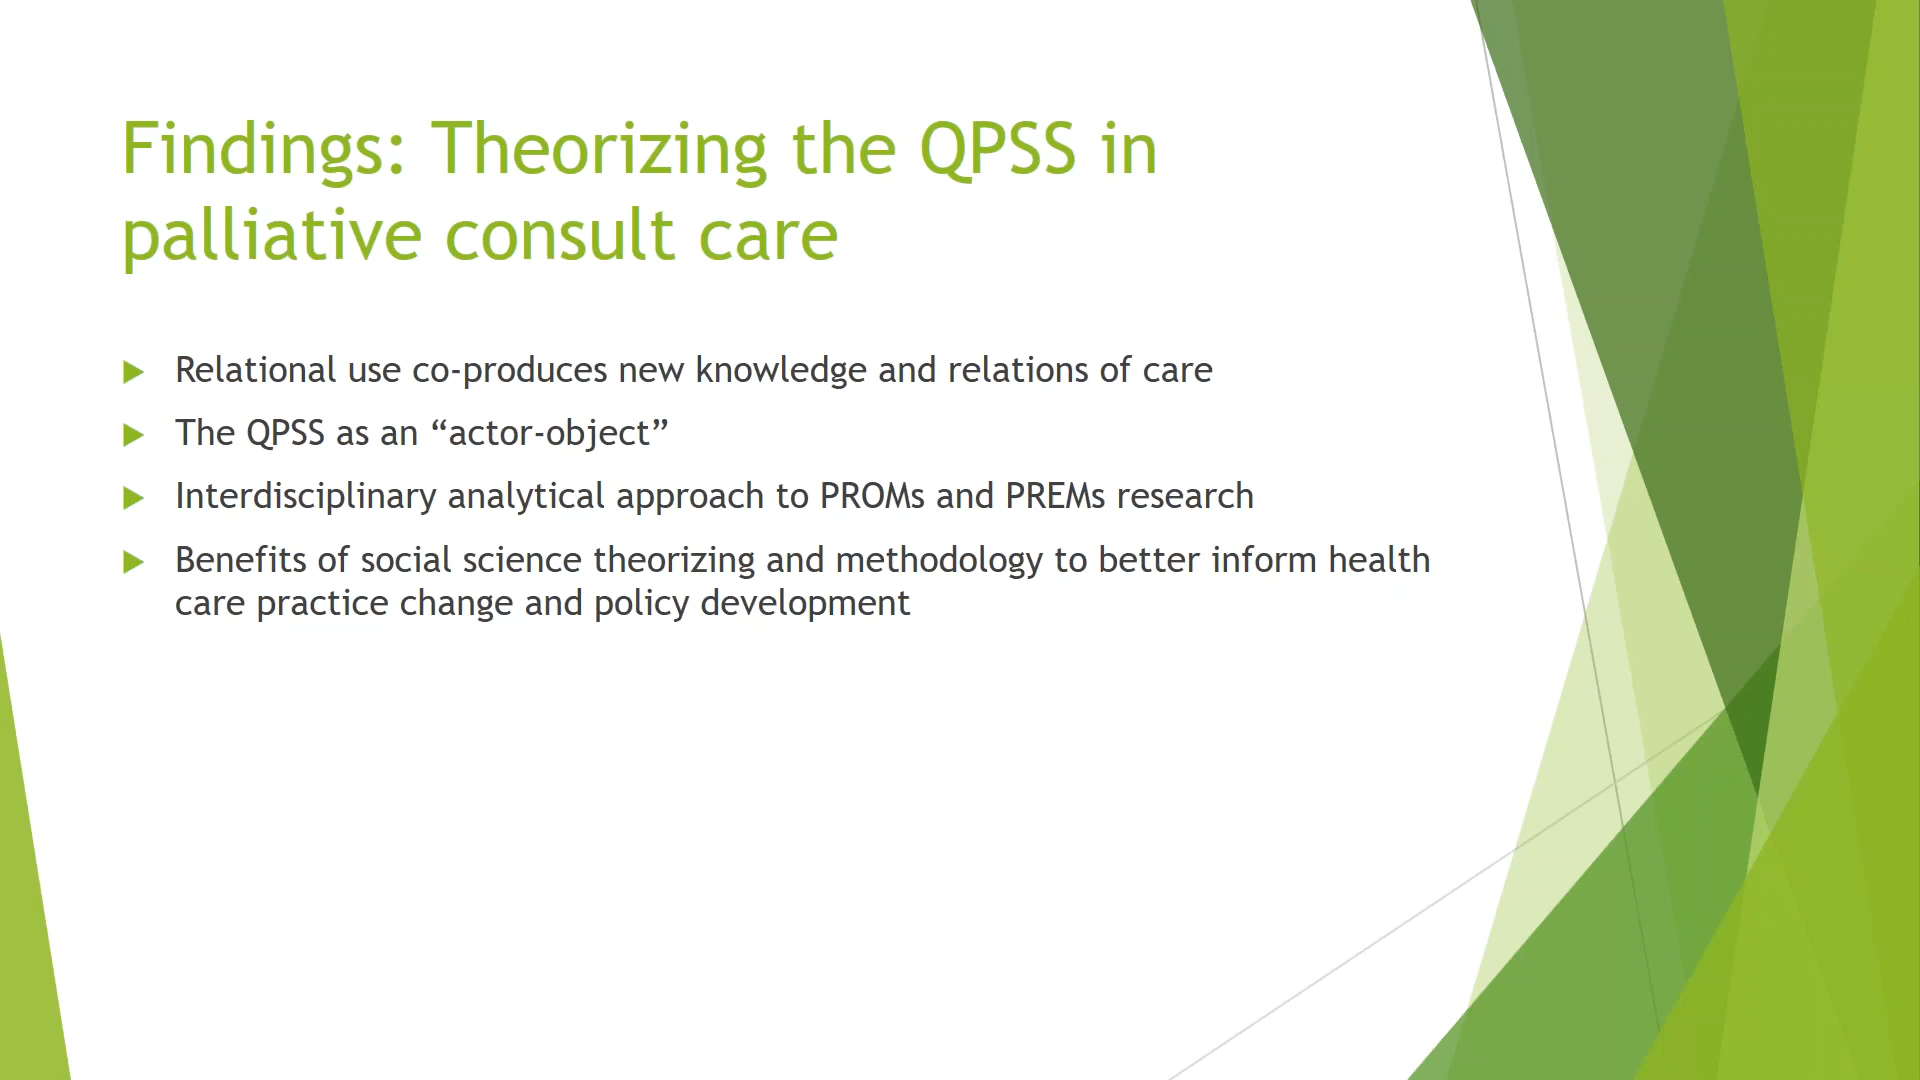 Findings: Theorizing the QPSS in
palliative consult care
Relational use co-produces new knowledge and relations of care
The QPSS as an “actor-object”
Interdisciplinary analytical approach to PROMs and PREMs research
Benefits of social science theorizing and methodology to better inform health
care practice change and policy development